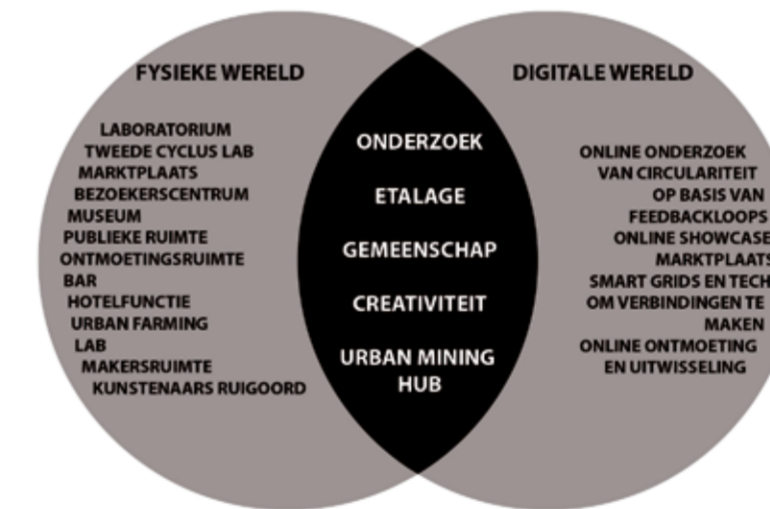 FYSIEKE WERELD
LABORATORIUM
TWEEDE CYCLUS LAB
MARKTPLAATS
BEZOEKERSCENTRUM
MUSEUM
PUBLIEKE RUIMTE
ONTMOETINGSRUIMTE
BAR
HOTELFUNCTIE
URBAN FARMING
LAB
MAKERSRUIMTE
KUNSTENAARS RUIGOORD
ONDERZOEK
ETALAGE
GEMEENSCHAP
CREATIVITEIT
URBAN MINING
HUB
DIGITALE WERELD
ONLINE ONDERZOEK
VAN CIRCULARITEIT
OP BASIS VAN
FEEDBACKLOOPS
ONLINE SHOWCASE
MARKTPLAATS
SMART GRIDS EN TECH
OM VERBINDINGEN TE
MAKEN
ONLINE ONTMOETING
EN UITWISSELING